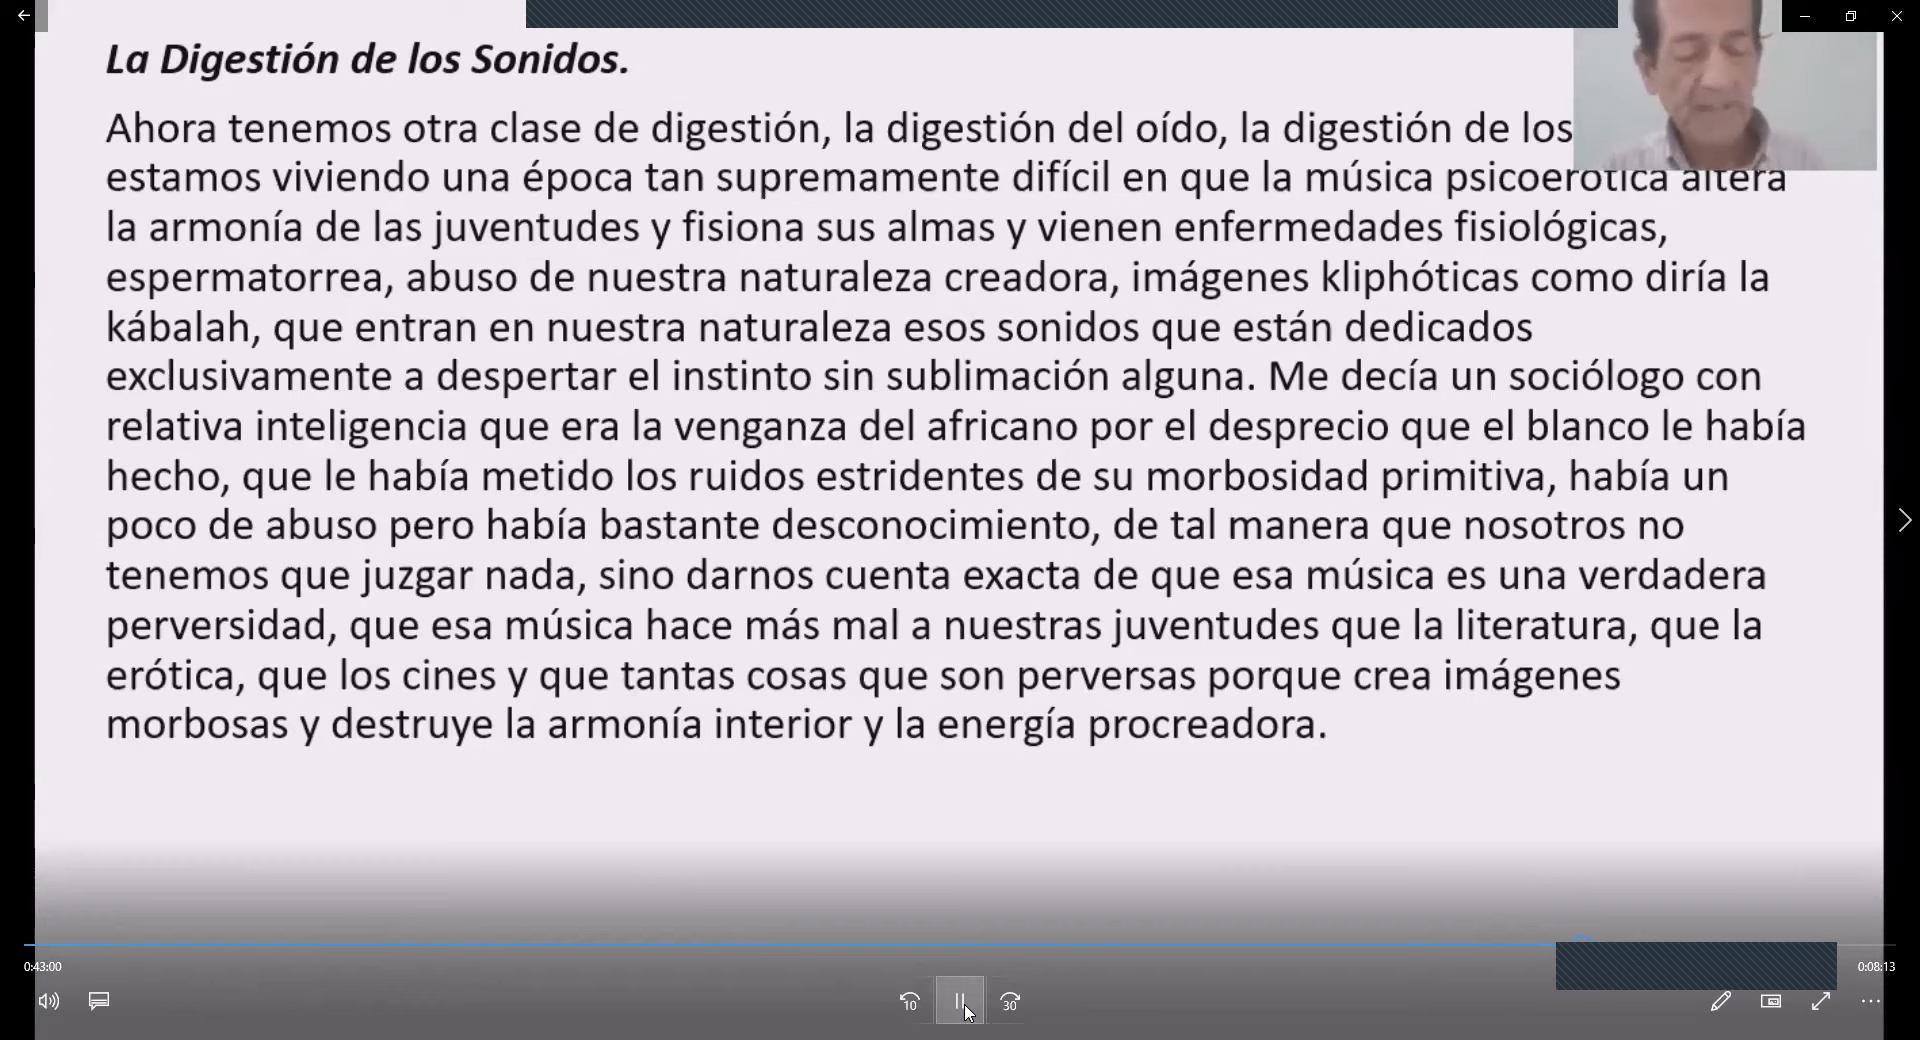 La Digestión de los Sonidos.
Ahora tenemos otra clase de digestión, la digestión del oído, la digestión de los
estamos viviendo una época tan supremamente difícil en que la música psicoerótica altera
la armonía de las juventudes y fisiona sus almas y vienen enfermedades fisiológicas,
espermatorrea, abuso de nuestra naturaleza creadora, imágenes kliphóticas como diría la
kábalah, que entran en nuestra naturaleza esos sonidos que están dedicados
exclusivamente a despertar el instinto sin sublimación alguna. Me decía un sociólogo con
relativa inteligencia que era la venganza del africano por el desprecio que el blanco le había
hecho, que le había metido los ruidos estridentes de su morbosidad primitiva, había un
poco de abuso pero había bastante desconocimiento, de tal manera que nosotros no
tenemos que juzgar nada, sino darnos cuenta exacta de que esa música es una verdadera
perversidad, que esa música hace más mal a nuestras juventudes que la literatura, que la
erótica, que los cines y que tantas cosas que son perversas porque crea imágenes
morbosas y destruye la armonía interior y la energía procreadora.
0:43:00
0:08:13
10
30